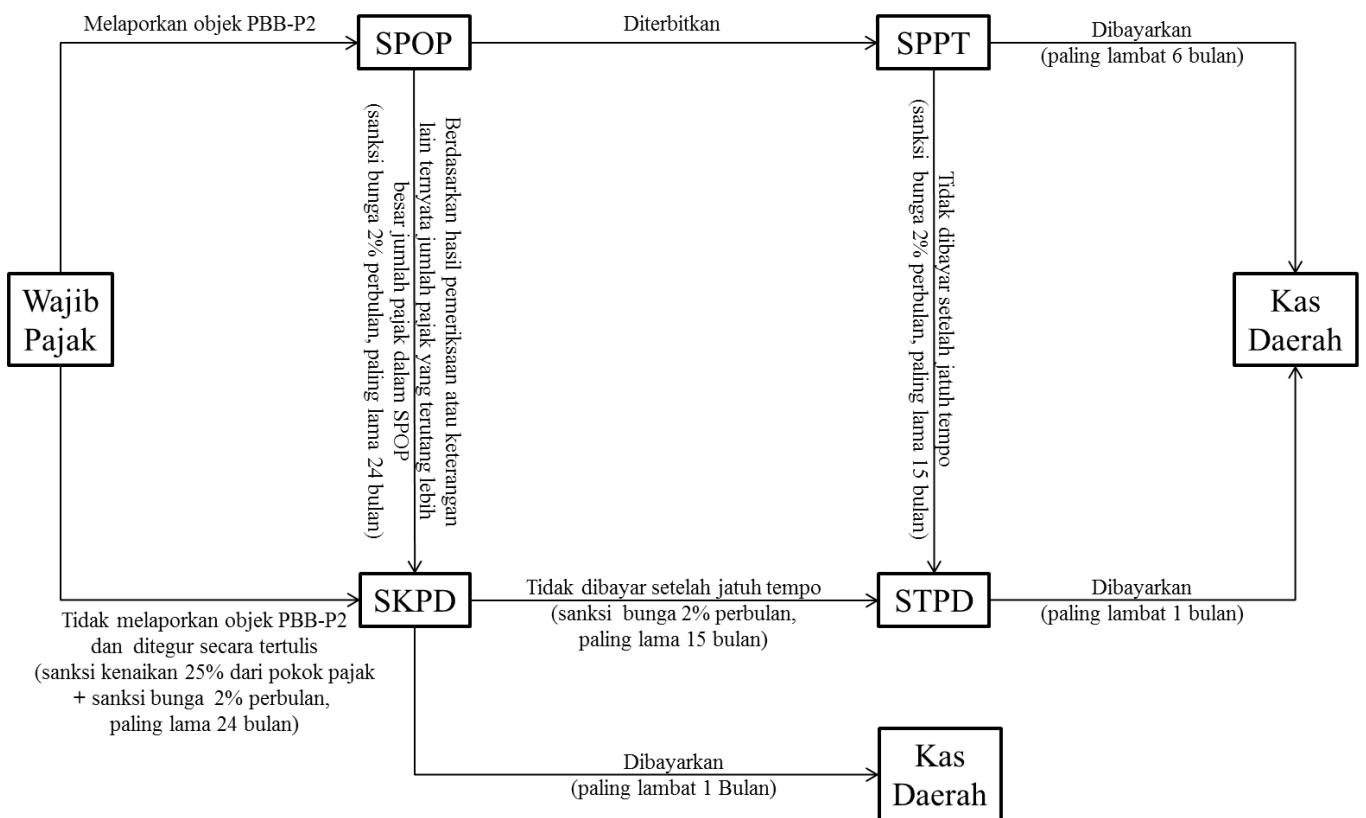 Melaporkan objek PBB-P2
SPOP
Diterbitkan
SPPT
Dibayarkan
(paling lambat 6 bulan)
Berdasarkan hasil pemeriksaan atau keterangan
lain ternyata jumlah pajak yang terutang lebih
besar jumlah pajak dalam SPOP
(sanksi bunga 2% perbulan, paling lama 24 bulan)
Tidak dibayar setelah jatuh tempo
(sanksi bunga 2% perbulan, paling lama 15 bulan)
Wajib
Pajak
Kas
Daerah
Tidak melaporkan objek PBB-P2
dan ditegur secara tertulis
(sanksi kenaikan 25% dari pokok pajak
+ sanksi bunga 2% perbulan,
paling lama 24 bulan)
SKPD
Tidak dibayar setelah jatuh tempo
(sanksi bunga 2% perbulan,
paling lama 15 bulan)
STPD
Dibayarkan
(paling lambat 1 bulan)
Dibayarkan
(paling lambat 1 Bulan)
Kas
Daerah